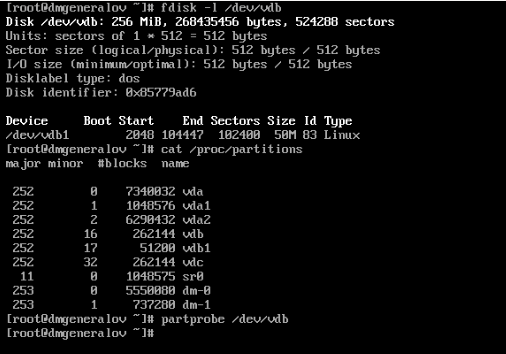 [root@dmgeneralov ~]# fdisk -l /dev/vdb
Disk /dev/vdb: 256 MiB, 268435456 bytes, 524288 sectors
Units: sectors of 1 * 512 = 512 bytes
Sector size (logical/physical): 512 bytes / 512 bytes
I/O size (minimum/optimal): 512 bytes / 512 bytes
Disklabel type: dos
Disk identifier: 0x85779ad6
Device     Boot Start    End Sectors Size Id Type
/dev/vdb1        2048 104447  102400  50M 83 Linux
[root@dmgeneralov ~]# cat /proc/partitions
major minor  #blocks  name
 252        0    7340032 vda
 252        1    1048576 vda1
 252        2    6290432 vda2
 252       16     262144 vdb
 252       17      51200 vdb1
 252       32     262144 vdc
  11        0    1048575 sr0
 253        0    5550080 dm-0
 253        1     737280 dm-1
[root@dmgeneralov ~]# partprobe /dev/vdb
[root@dmgeneralov ~]#